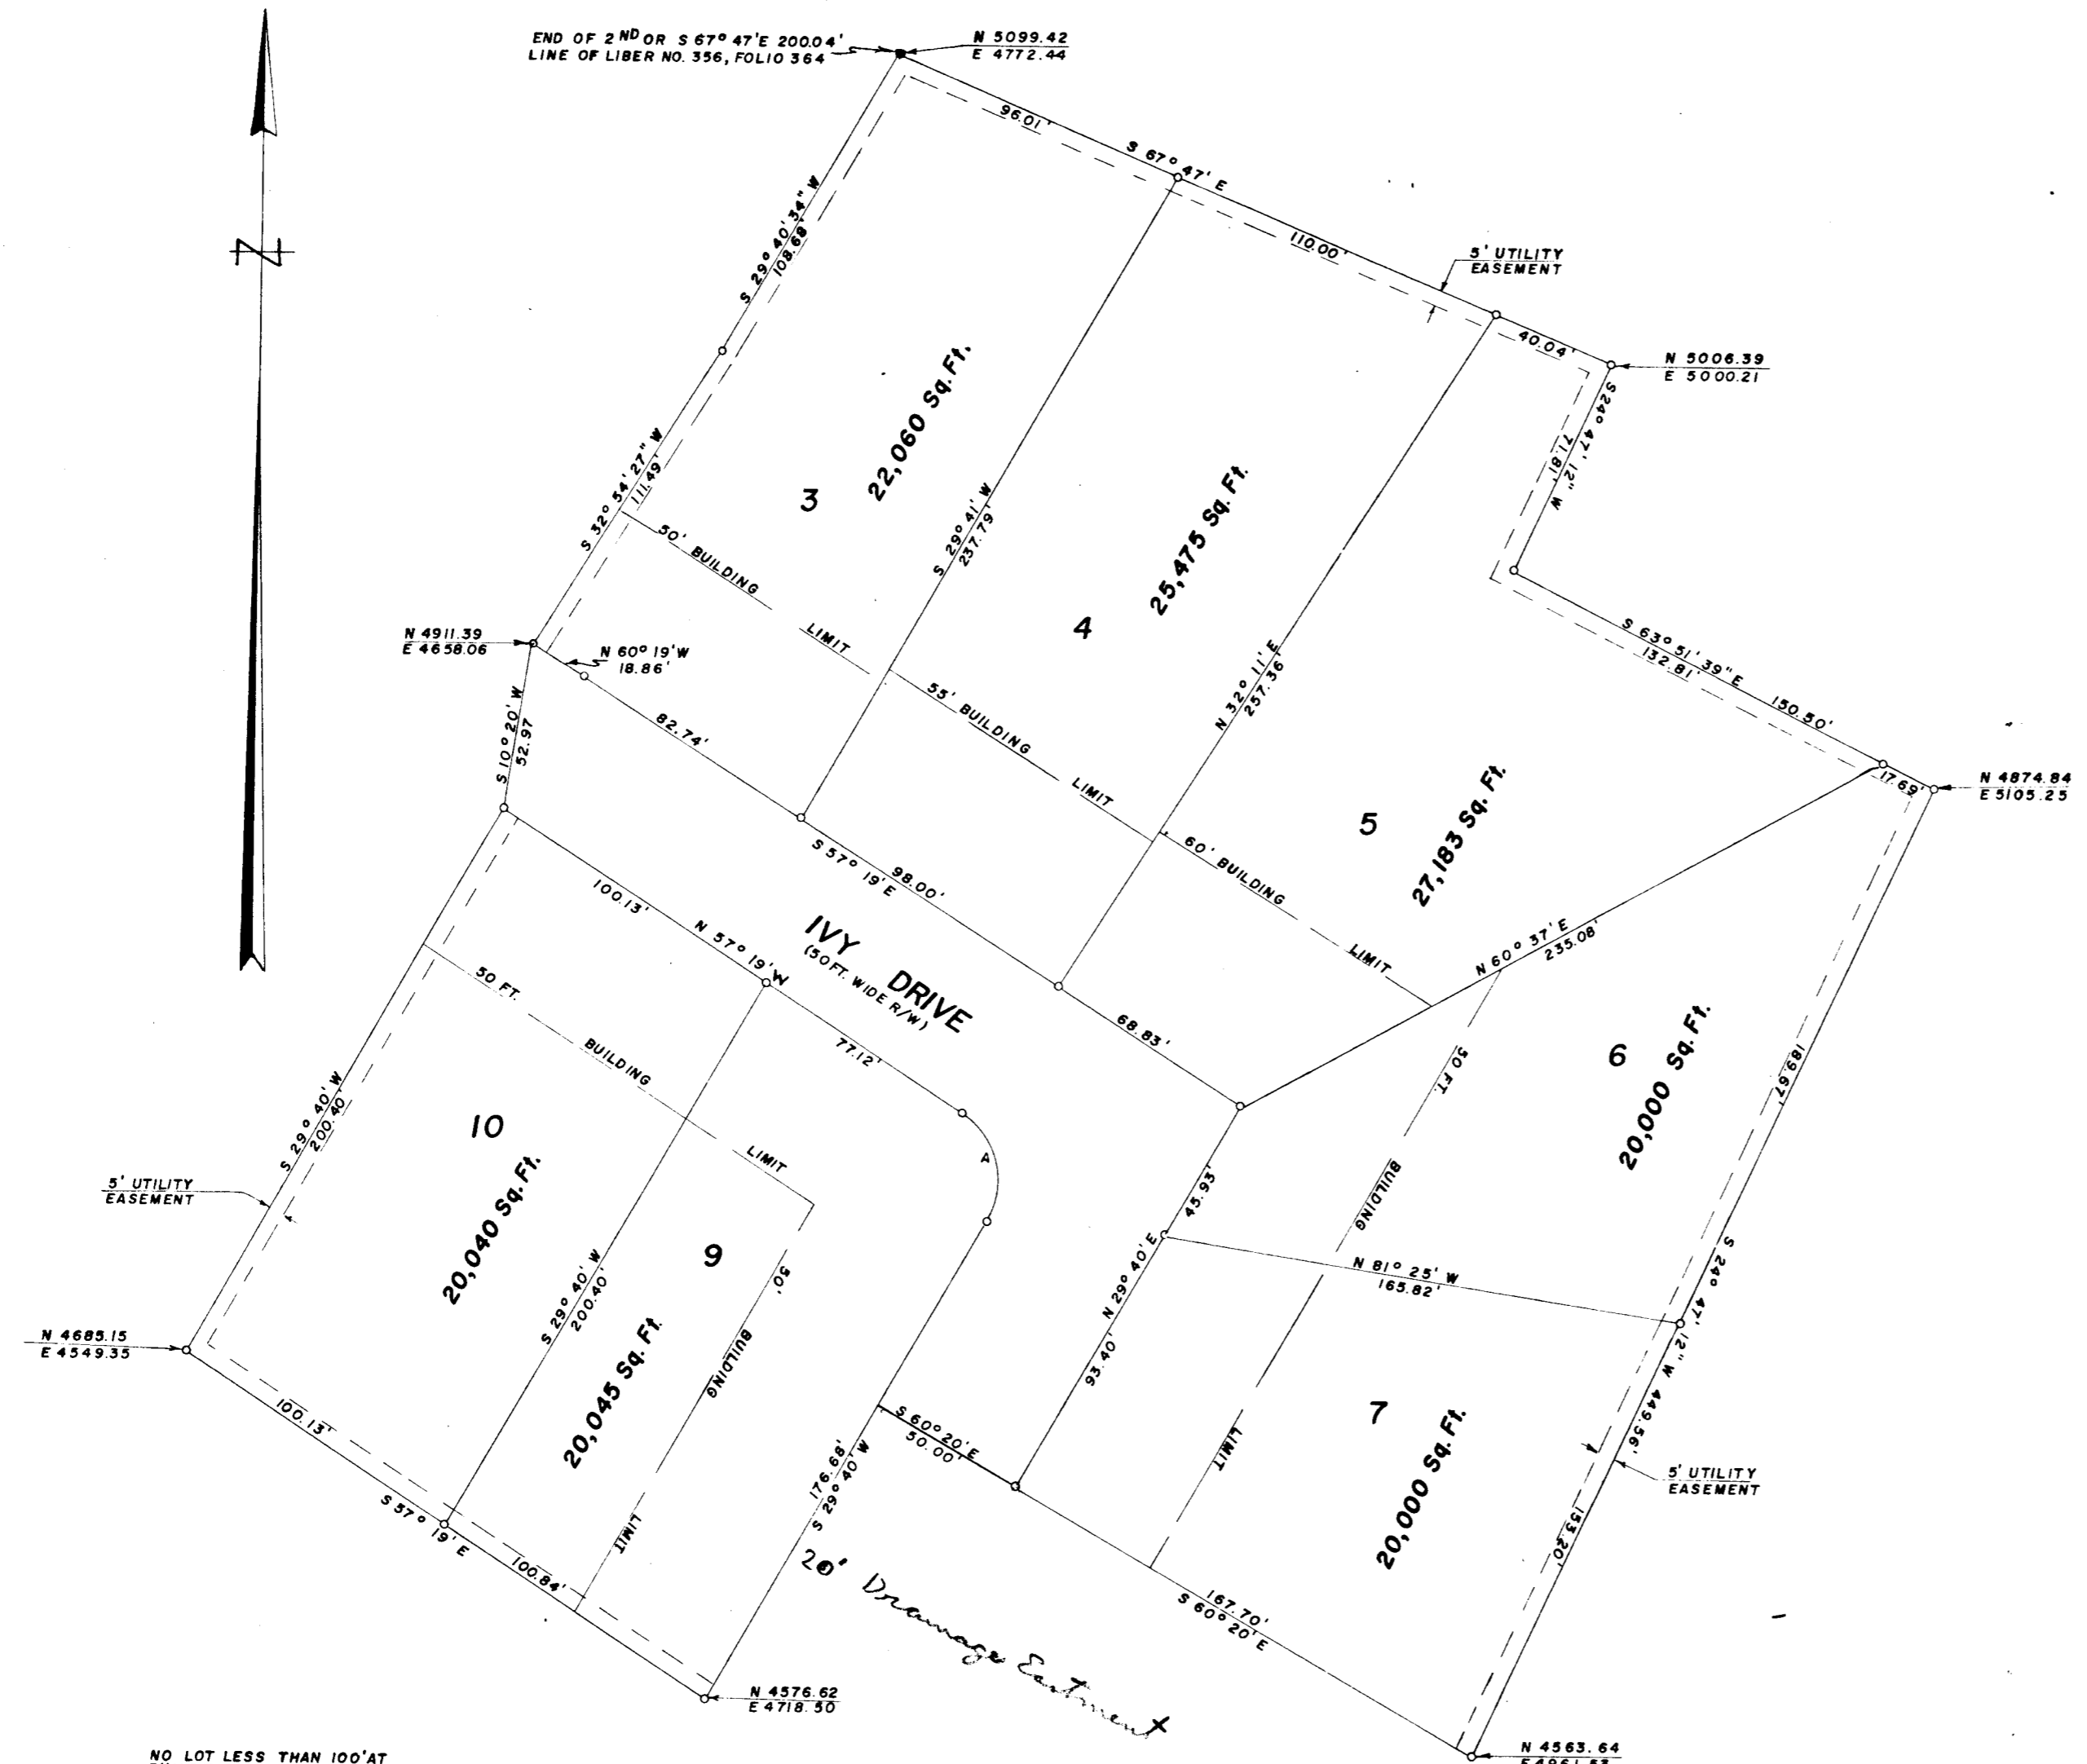 END OF 2ND OR S 67° 47' E 200.04'
LINE OF LIBER NO. 356, FOLIO 364
N 5099.42
E 4772.44
N
96.01'
S 67° 47' E
110.00'
5' UTILITY
EASEMENT
40.04'
N 5006.39
E 5000.21
S 29° 40' 34" W
108.68'
S 24° 47' 12" W
71.81'
3
22,060 Sq. Ft.
S 32° 54' 27" W
111.49'
50' BUILDING
LIMIT
S 29° 41' W
237.79'
4
25,475 Sq. Ft.
55' BUILDING
LIMIT
N 32° 11' E
257.36'
S 63° 51' 39" E
132.81'
150.50'
17.69'
N 4874.84
E 5105.25
N 4911.39
E 4658.06
N 60° 19' W
18.86'
82.74'
S 10° 20' W
52.97
5
27,183 Sq. Ft.
60' BUILDING
LIMIT
S 57° 19' E
98.00'
100.13'
N 57° 19' W
IVY DRIVE
(50 FT. WIDE R/W)
68.83'
77.12'
N 60° 37' E
235.08'
50 FT.
BUILDING
LIMIT
50 FT.
BUILDING
LIMIT
6
20,000 Sq. Ft.
189.67'
S 29° 40' W
200.40'
10
20,040 Sq. Ft.
5' UTILITY
EASEMENT
A
45.93'
N 29° 40' E
93.40'
N 81° 25' W
165.82'
S 24° 47' 12" W 449.56'
9
20,045 Sq. Ft
S 29° 40' W
200.40'
50'
BUILDING
LIMIT
N 4685.15
E 4549.35
100.13'
S 57° 19' E
100.84'
176.68'
S 29° 40' W
S 60° 20' E
50.00'
7
20,000 Sq. Ft.
5' UTILITY
EASEMENT
153.20'
167.70'
S 60° 20' E
20' Drainage Eastment
N 4576.62
E 4718.50
N 4563.64
NO LOT LESS THAN 100' AT